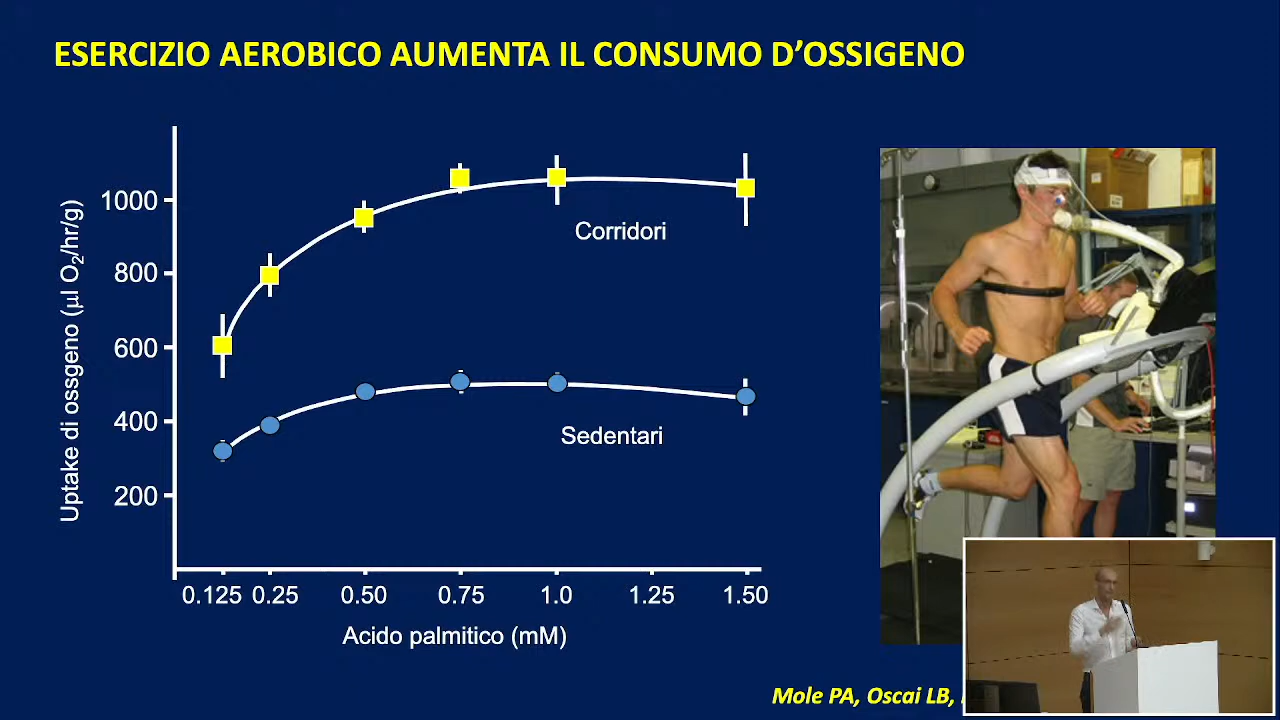 ESERCIZIO AEROBICO AUMENTA IL CONSUMO D’OSSIGENO
Uptake di ossgeno (μl O₂/hr/g)
1000
800
600
400
200
Corridori
Sedentari
0.125 0.25 0.50 0.75 1.0 1.25 1.50
Acido palmitico (mM)
Mole PA, Oscai LB,